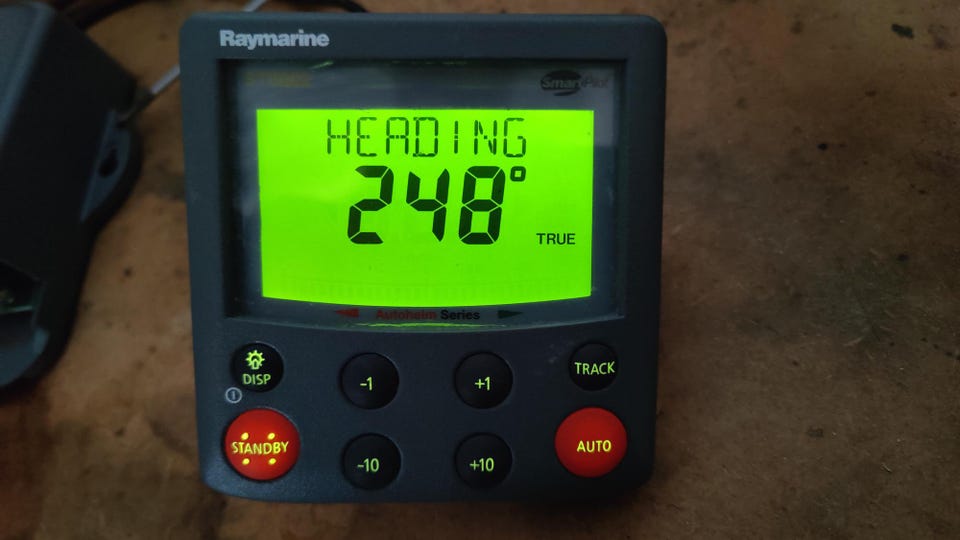 Raymarine
SmartPilot
HEADING
248°
TRUE
Autohelm Series
DISP
-1
+1
TRACK
STANDBY
-10
+10
AUTO